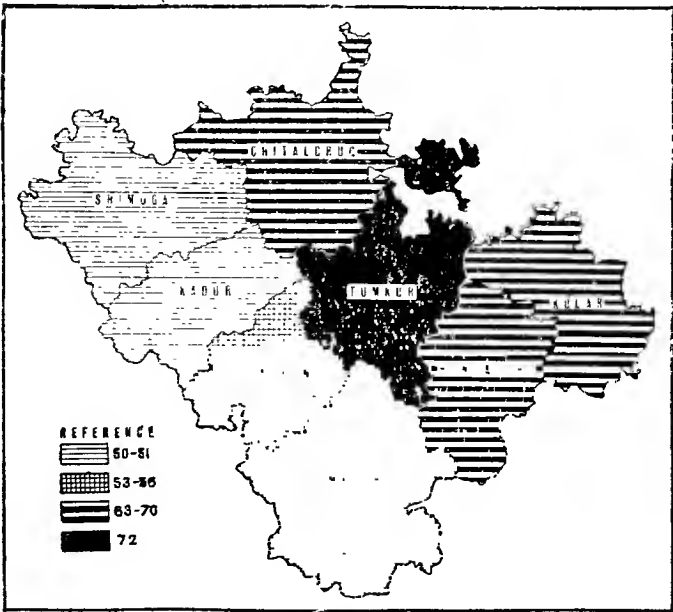 CHITALDRUG
SHIMOGA
KADUR
TUMKUR
KOLAR
REFERENCE
50-51
53-56
63-70
72